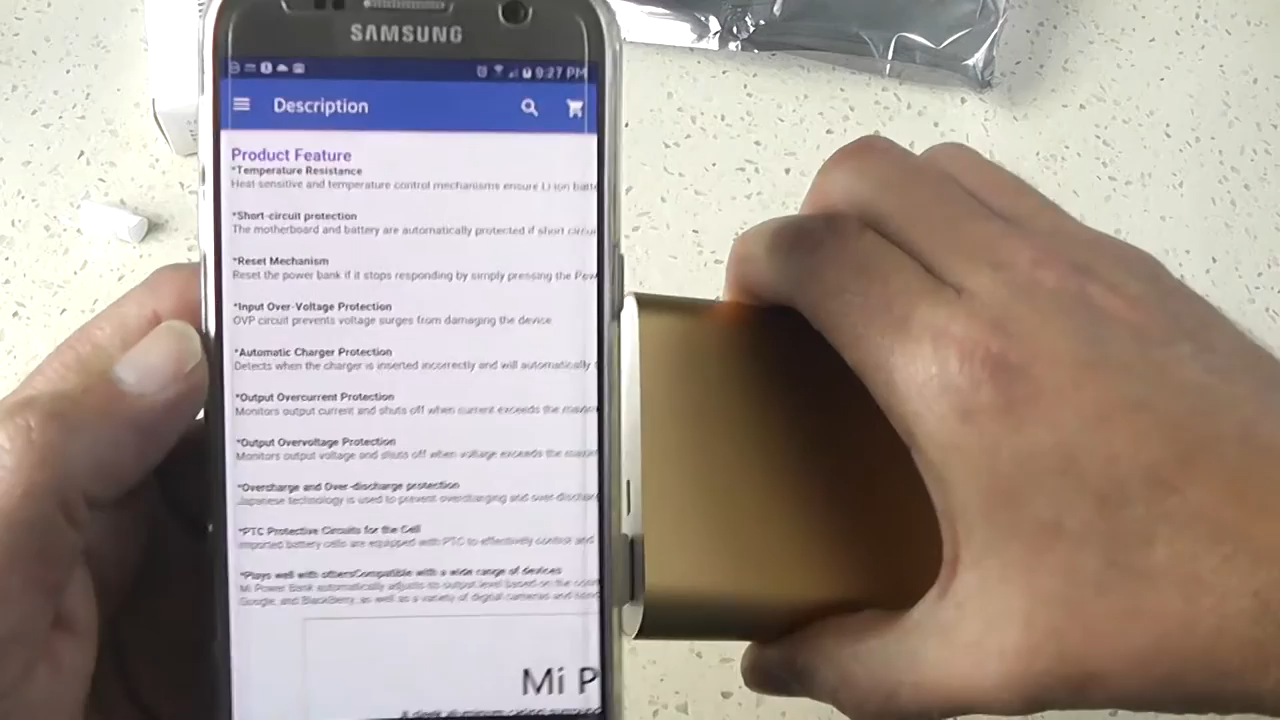 SAMSUNG
9:27 PM
Description
Product Feature
*Temperature Resistance
Heat-sensitive and temperature control mechanisms ensure Li-ion batte
*Short-circuit protection
The motherboard and battery are automatically protected if short circui
*Reset Mechanism
Reset the power bank if it stops responding by simply pressing the Pow
*Input Over-Voltage Protection
OVP circuit prevents voltage surges from damaging the device.
*Automatic Charger Protection
Detects when the charger is inserted incorrectly and will automatically
*Output Overcurrent Protection
Monitors output current and shuts off when current exceeds the
*Output Overvoltage Protection
Monitors output voltage and shuts off when voltage exceeds the
*Overcharge and Over-discharge protection
Japanese technology is used to prevent overcharging and over-dischar
*PTC Protective Circuits for the Cell
Imported battery cells are equipped with PTC to effectively control and
*Plays well with othersCompatible with a wide range of devices
Mi Power Bank automatically adjusts its output level based on the
Google, and BlackBerry, as well as a variety of digital cameras and
Mi P